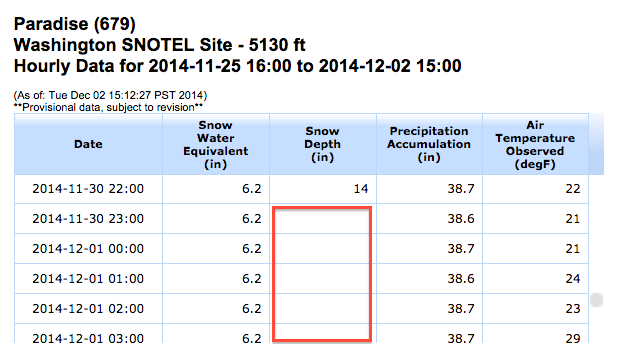 Paradise (679)
Washington SNOTEL Site - 5130 ft
Hourly Data for 2014-11-25 16:00 to 2014-12-02 15:00
(As of: Tue Dec 02 15:12:27 PST 2014)
**Provisional data, subject to revision**
Date Snow Water Equivalent (in) Snow Depth (in) Precipitation Accumulation (in) Air Temperature Observed (degF)
2014-11-30 22:00 6.2 14 38.7 22
2014-11-30 23:00 6.2 38.6 21
2014-12-01 00:00 6.2 38.7 21
2014-12-01 01:00 6.2 38.6 24
2014-12-01 02:00 6.2 38.7 23
2014-12-01 03:00 6.2 38.7 29